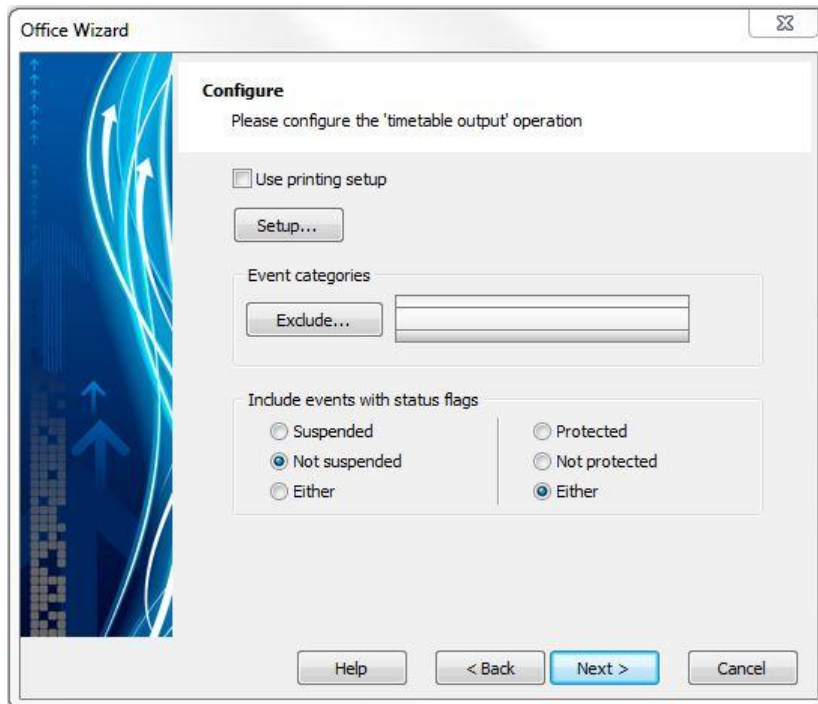 Office Wizard
Configure
Please configure the 'timetable output' operation
Use printing setup
Setup...
Event categories
Exclude...
Include events with status flags
Suspended
Protected
Not suspended
Not protected
Either
Either
Help
< Back
Next >
Cancel